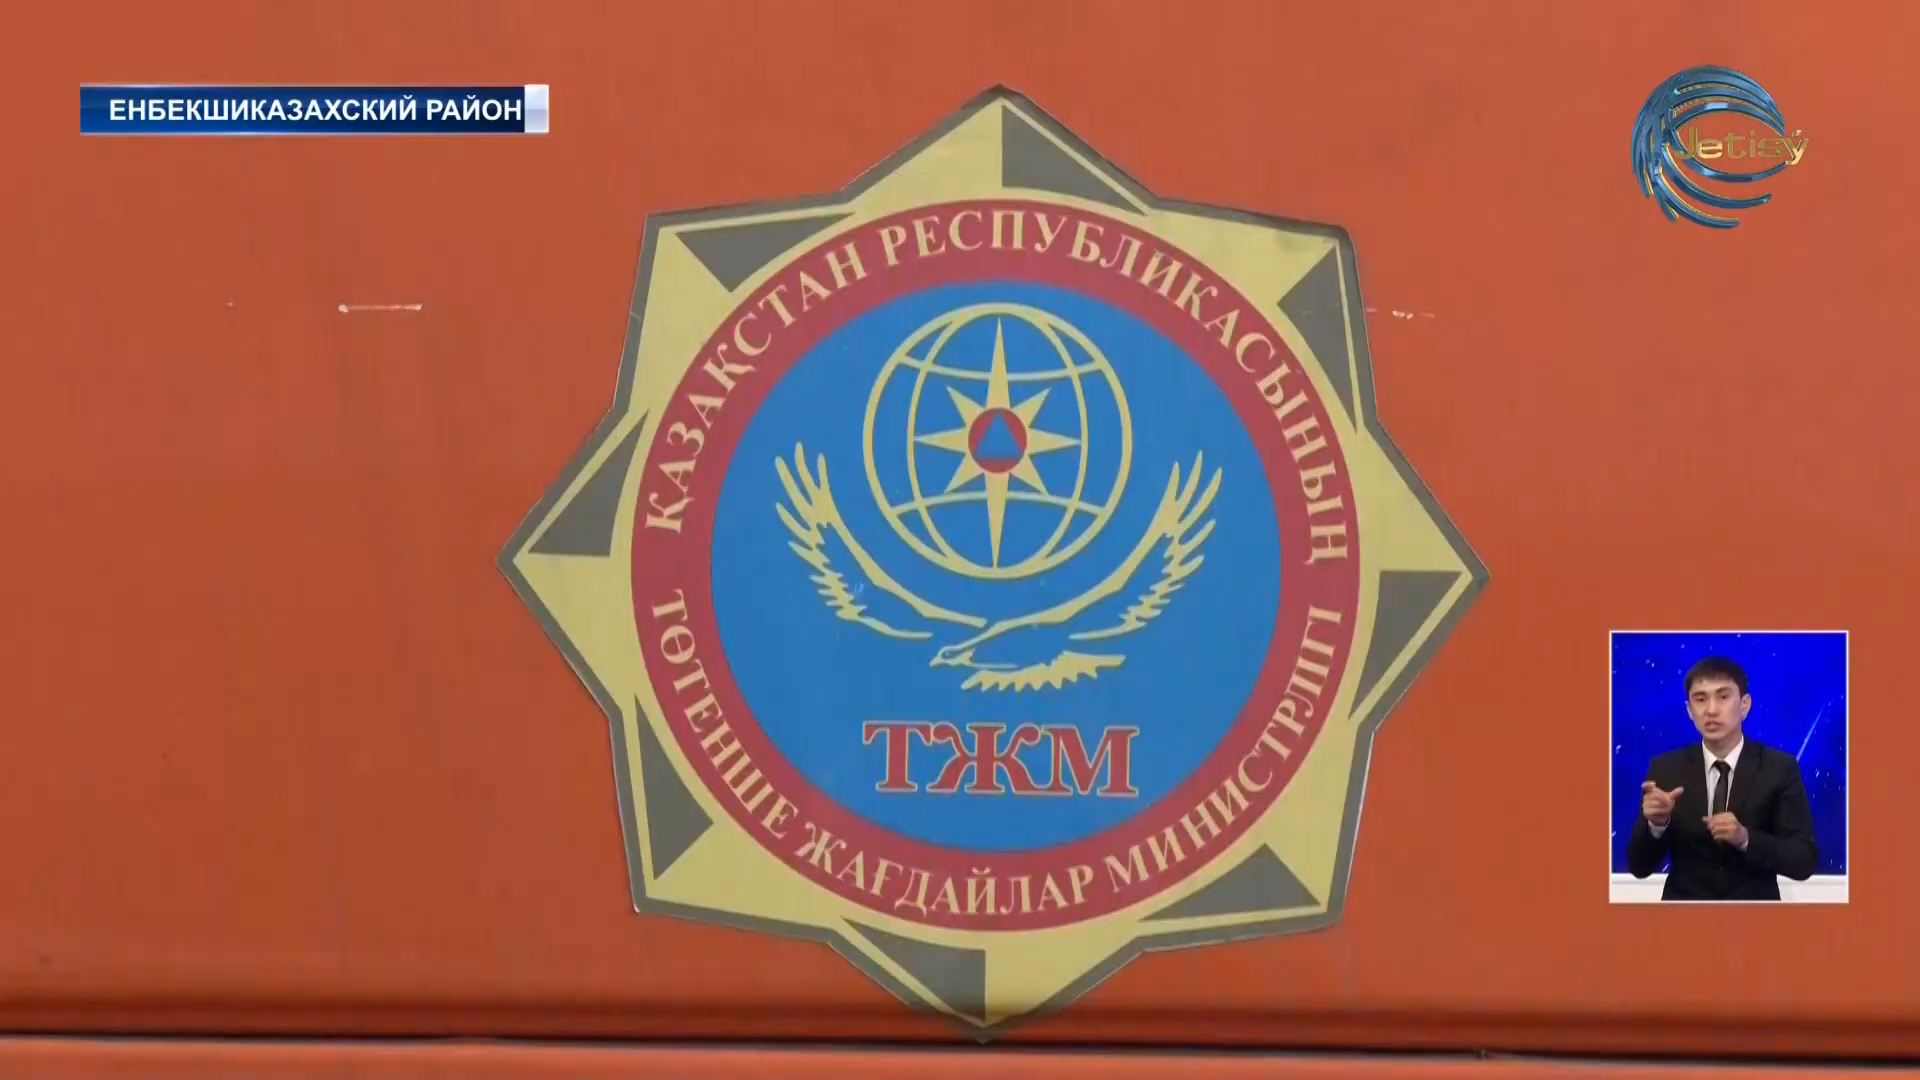 ЕНБЕКШИКАЗАХСКИЙ РАЙОН
Jetisý
ҚАЗАҚСТАН РЕСПУБЛИКАСЫНЫҢ
ТӨТЕНШЕ ЖАҒДАЙЛАР МИНИСТРЛІГІ
ТЖМ